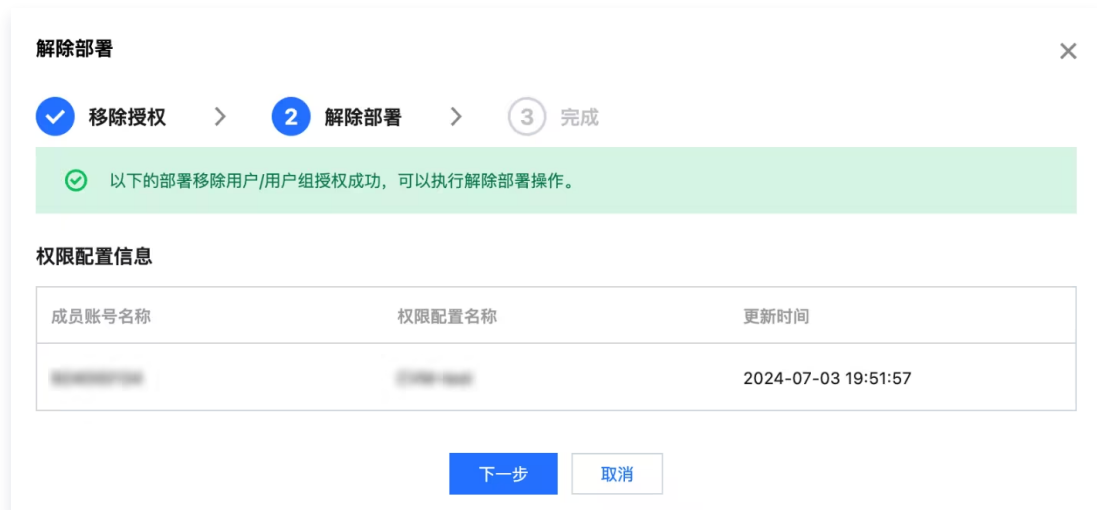 解除部署
移除授权 2 解除部署 3 完成
以下的部署移除用户/用户组授权成功，可以执行解除部署操作。
权限配置信息
成员账号名称 权限配置名称 更新时间
2024-07-03 19:51:57
下一步 取消